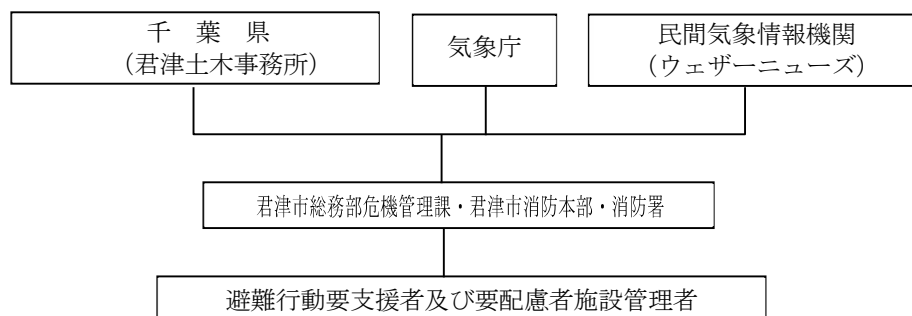 千　葉　県
（君津土木事務所）
気象庁
民間気象情報機関
（ウェザーニューズ）
君津市総務部危機管理課・君津市消防本部・消防署
避難行動要支援者及び要配慮者施設管理者